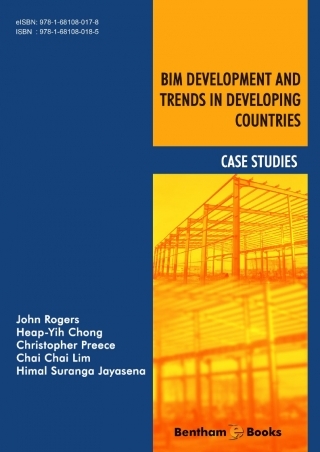 eISBN: 978-1-68108-017-8
ISBN : 978-1-68108-018-5
BIM DEVELOPMENT AND
TRENDS IN DEVELOPING
COUNTRIES
CASE STUDIES
John Rogers
Heap-Yih Chong
Christopher Preece
Chai Chai Lim
Himal Suranga Jayasena
Bentham e Books